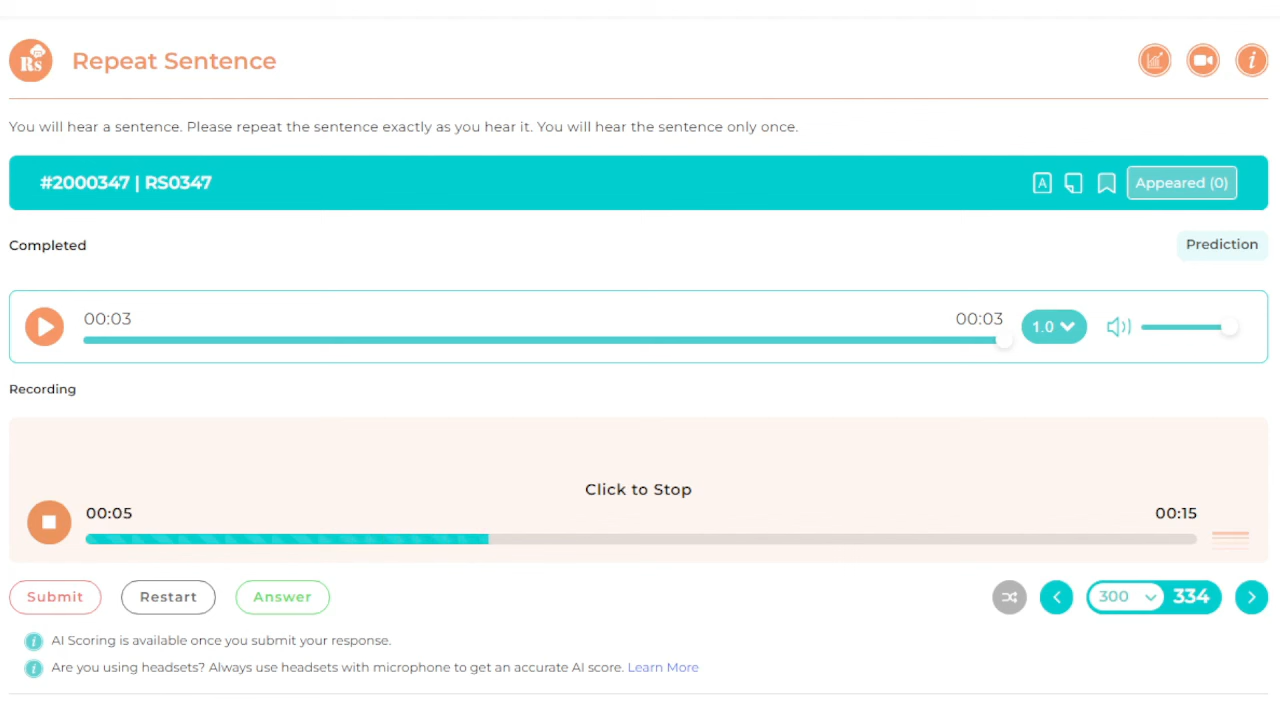 Rs Repeat Sentence
You will hear a sentence. Please repeat the sentence exactly as you hear it. You will hear the sentence only once.
#2000347 | RS0347 A Appeared (0)
Completed Prediction
00:03 00:03 1.0
Recording
Click to Stop
00:05 00:15
Submit Restart Answer 300 334
AI Scoring is available once you submit your response.
Are you using headsets? Always use headsets with microphone to get an accurate AI score. Learn More